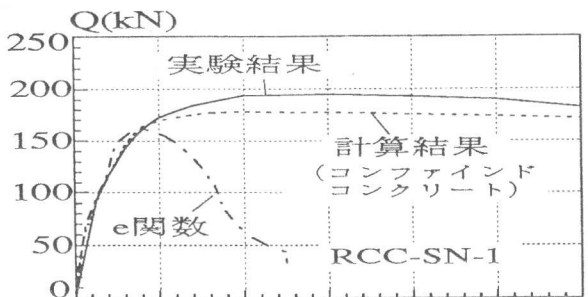 Q(kN)
250
実験結果
200
計算結果
(コンファインド
コンクリート)
150
100
e関数
50
RCC-SN-1
0